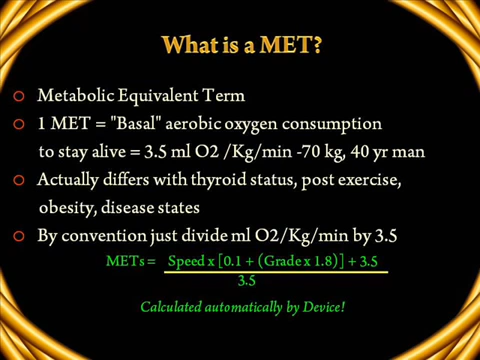 What is a MET?
Metabolic Equivalent Term
1 MET = "Basal" aerobic oxygen consumption
to stay alive = 3.5 ml O2 /Kg/min -70 kg, 40 yr man
Actually differs with thyroid status, post exercise,
obesity, disease states
By convention just divide ml O2/Kg/min by 3.5
METs = Speed x [0.1 + (Grade x 1.8)] + 3.5
3.5
Calculated automatically by Device!